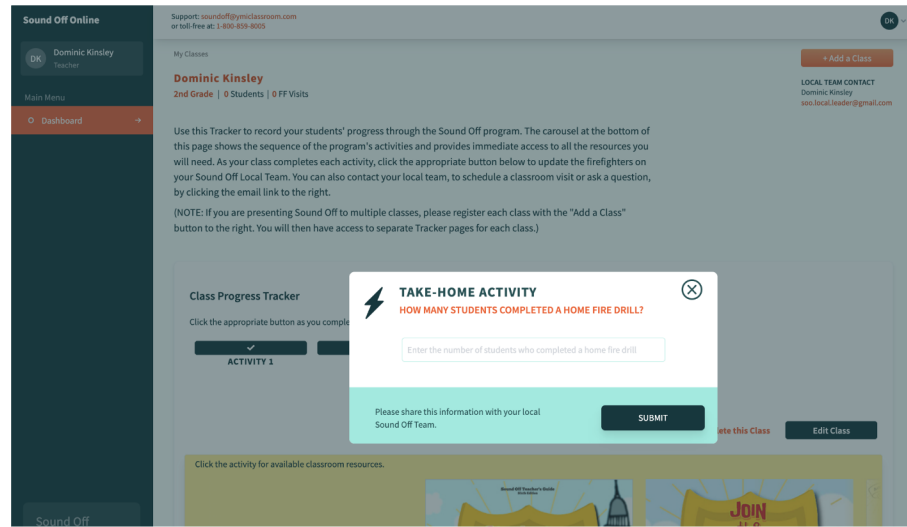 Sound Off Online
Support: soundoff@ymiclassroom.com
or toll-free at: 1-800-859-8005
DK
DK
Dominic Kinsley
Teacher
Main Menu
Dashboard
My Classes
+ Add a Class
Dominic Kinsley
2nd Grade | 0 Students | 0 FF Visits
LOCAL TEAM CONTACT
Dominic Kinsley
soo.local.leader@gmail.com
Use this Tracker to record your students' progress through the Sound Off program. The carousel at the bottom of
this page shows the sequence of the program's activities and provides immediate access to all the resources you
will need. As your class completes each activity, click the appropriate button below to update the firefighters on
your Sound Off Local Team. You can also contact your local team, to schedule a classroom visit or ask a question,
by clicking the email link to the right.
(NOTE: If you are presenting Sound Off to multiple classes, please register each class with the "Add a Class"
button to the right. You will then have access to separate Tracker pages for each class.)
Class Progress Tracker
Click the appropriate button as you comple
ACTIVITY 1
TAKE-HOME ACTIVITY
HOW MANY STUDENTS COMPLETED A HOME FIRE DRILL?
Enter the number of students who completed a home fire drill
Please share this information with your local
Sound Off Team.
SUBMIT
this Class
Edit Class
Click the activity for available classroom resources.
Sound Off Teacher's Guide
JOIN
Sound Off